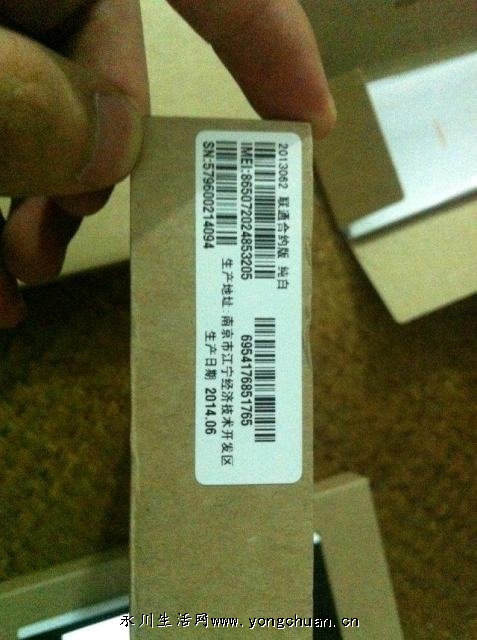 2013062 联通合约版 纯白
IMEI:865072024853205
6954176851765
SN:579600214094
生产地址:南京市江宁经济技术开发区
生产日期 2014.06
永川生活网www.yongchuan.cn